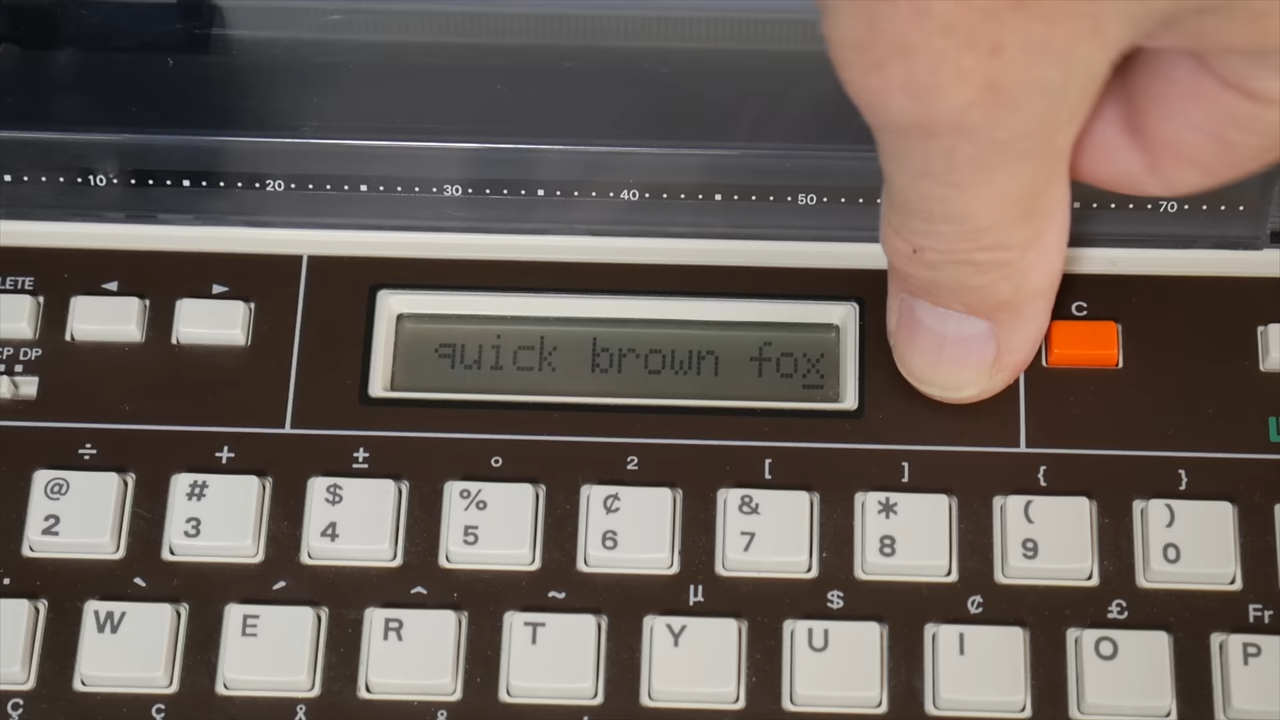 10 20 30 40 50 70
LETE ◄ ► C
quick brown fox
CP DP
÷ + ± ° 2 [ ] { }
@ # $ % ¢ & * ( )
2 3 4 5 6 7 8 9 0
` ´ ^ ~ µ $ ¢ £ Fr
W E R T Y U I O P